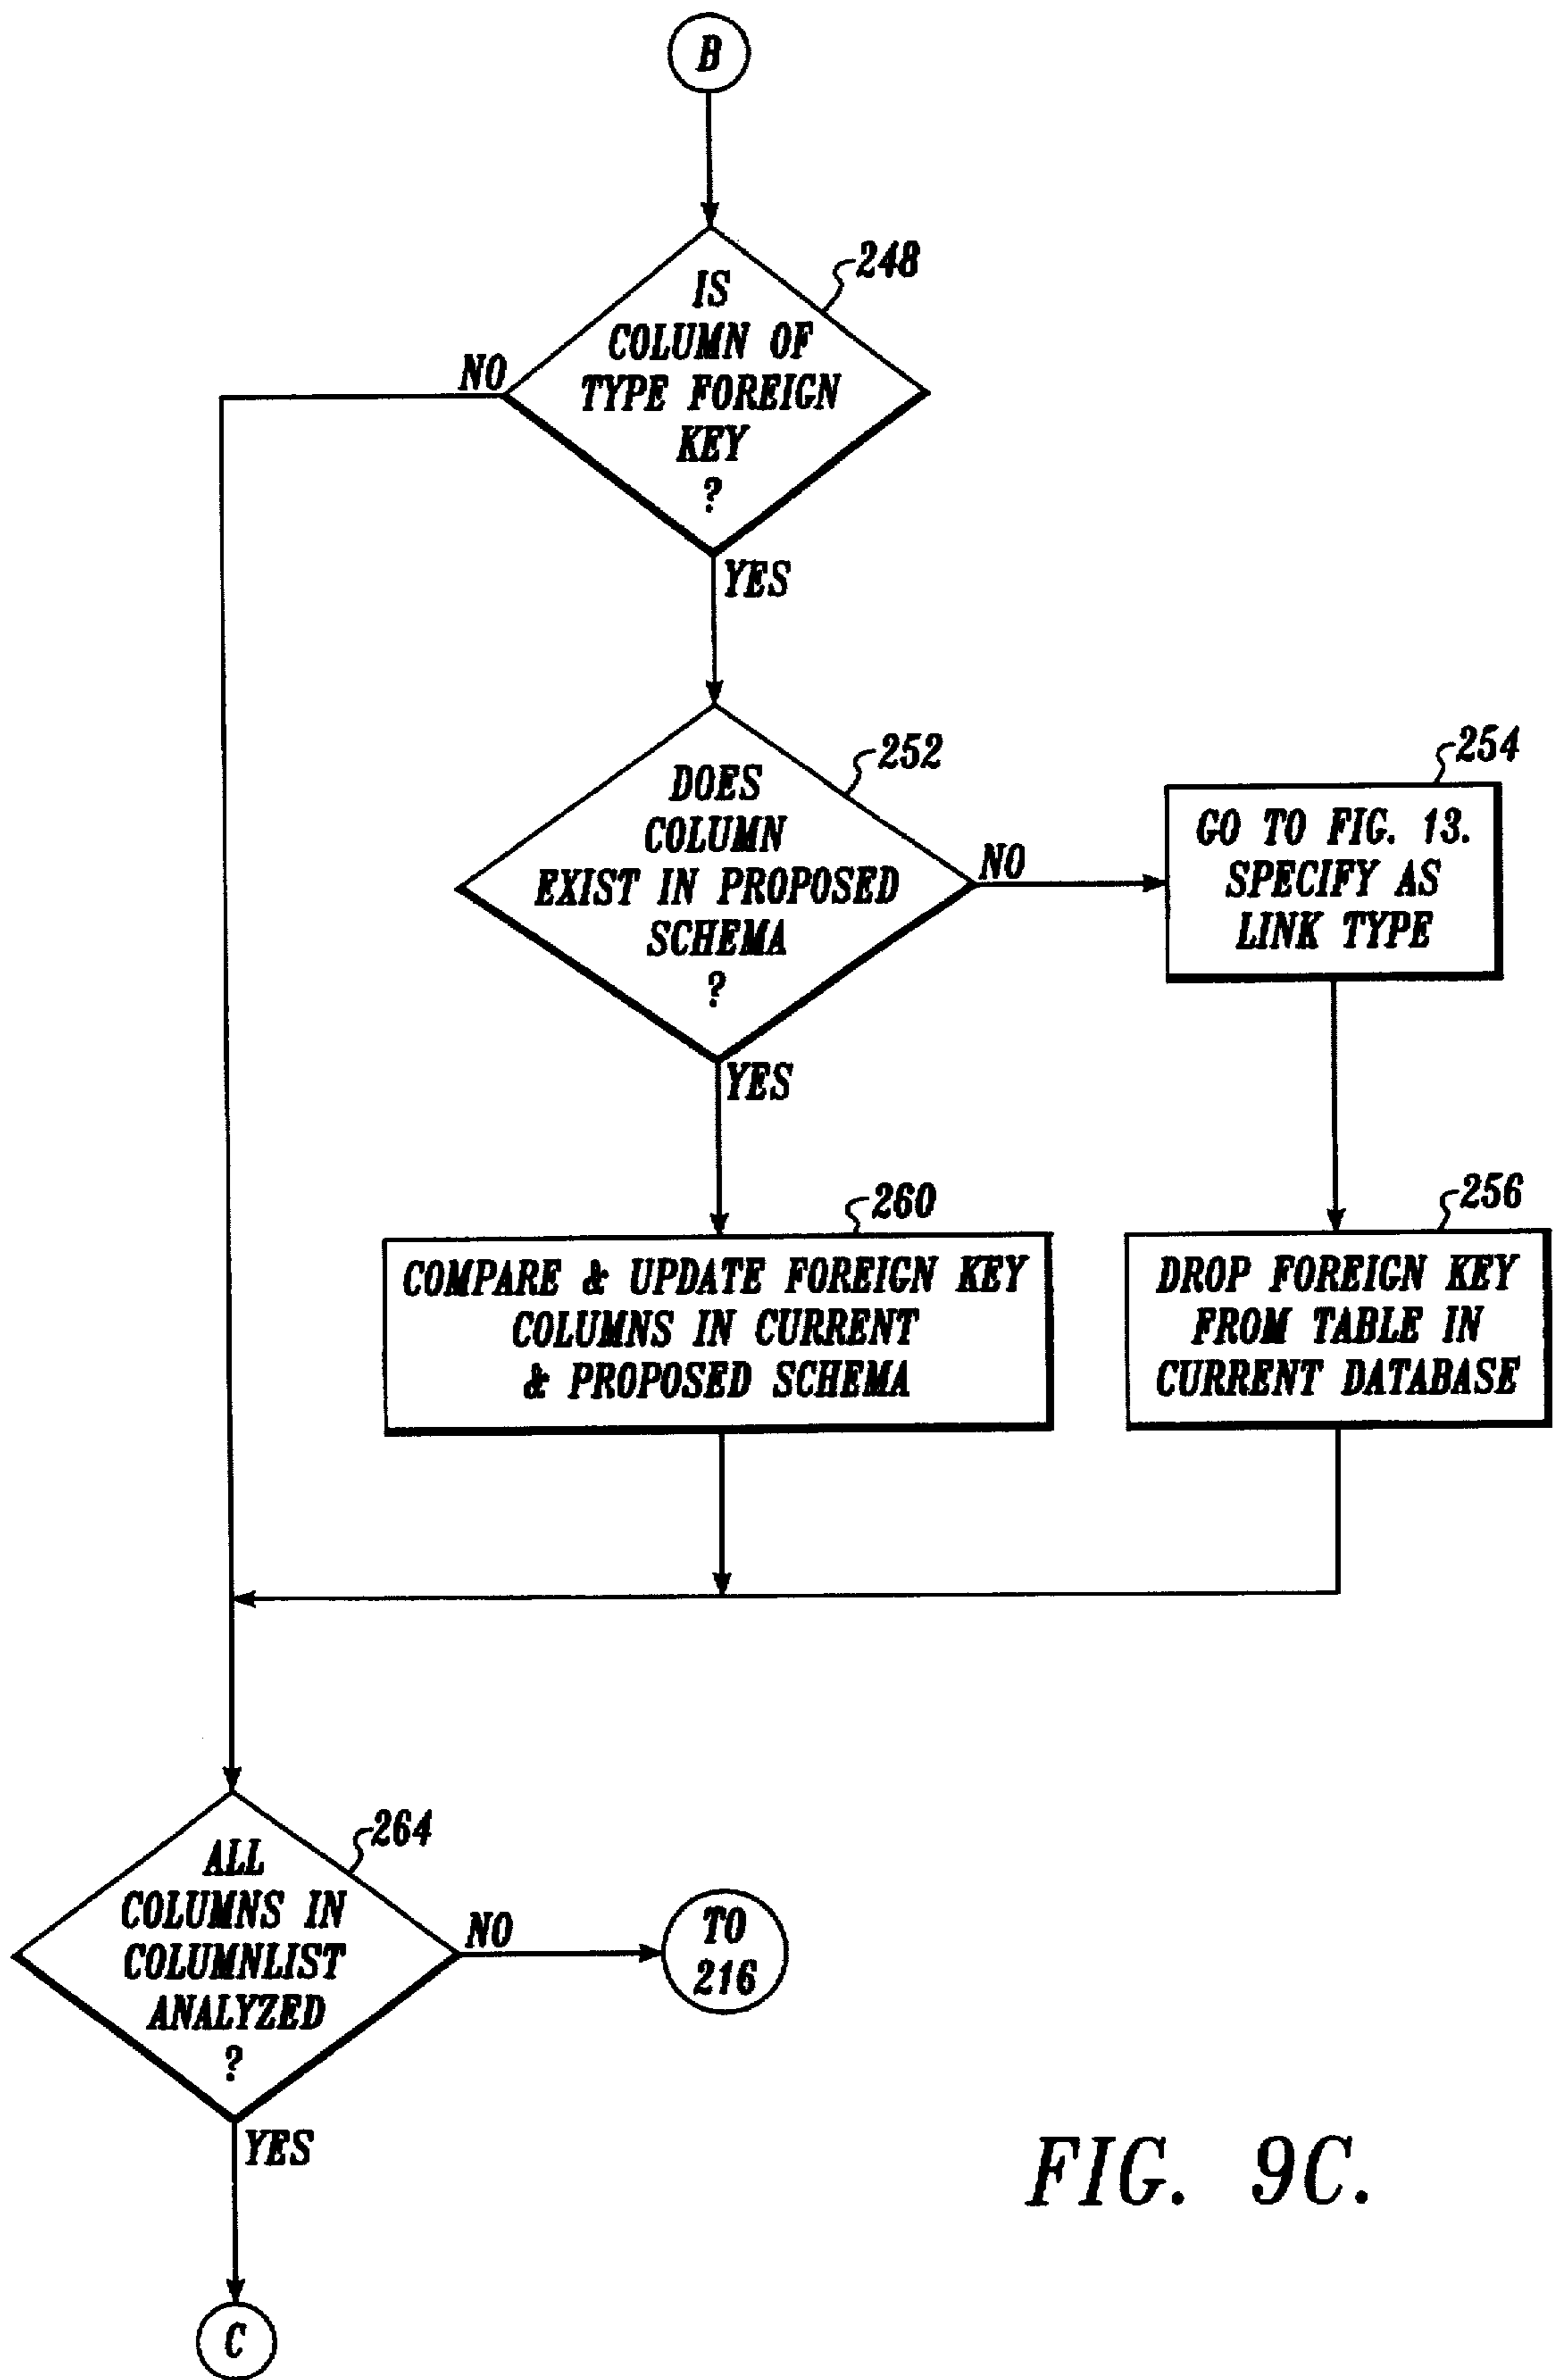 B
248
IS
COLUMN OF
TYPE FOREIGN
KEY
?
NO
YES
252
DOES
COLUMN
EXIST IN PROPOSED
SCHEMA
?
NO
YES
254
GO TO FIG. 13.
SPECIFY AS
LINK TYPE
260
COMPARE & UPDATE FOREIGN KEY
COLUMNS IN CURRENT
& PROPOSED SCHEMA
256
DROP FOREIGN KEY
FROM TABLE IN
CURRENT DATABASE
264
ALL
COLUMNS IN
COLUMNLIST
ANALYZED
?
NO
TO
216
YES
C
FIG. 9C.